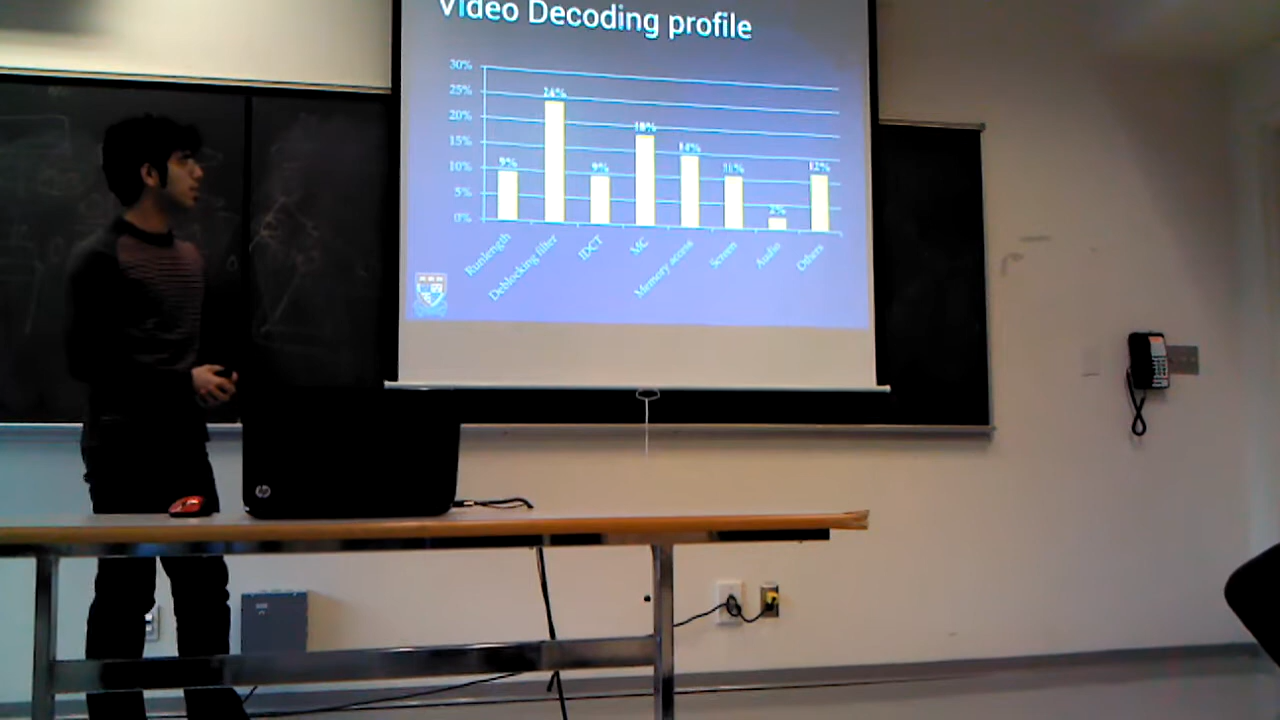 Video Decoding profile
30%
25%
20%
15%
10%
5%
0%
9%
24%
9%
18%
14%
11%
2%
12%
Runlength
Deblocking filter
IDCT
MC
Memory access
Screen
Audio
Others
hp